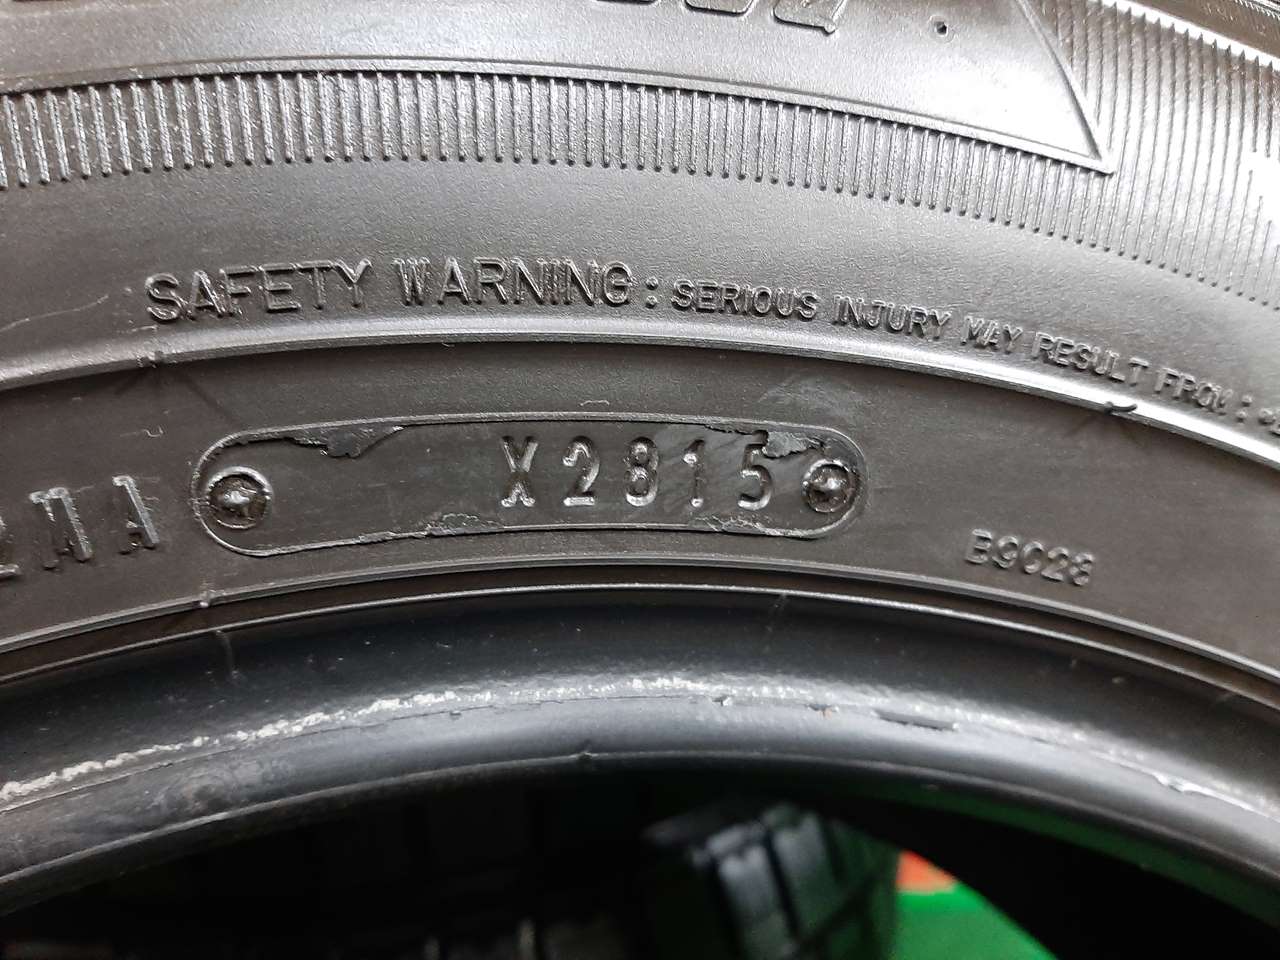 SAFETY WARNING: SERIOUS INJURY MAY RESULT FROM:
X2815
B9028